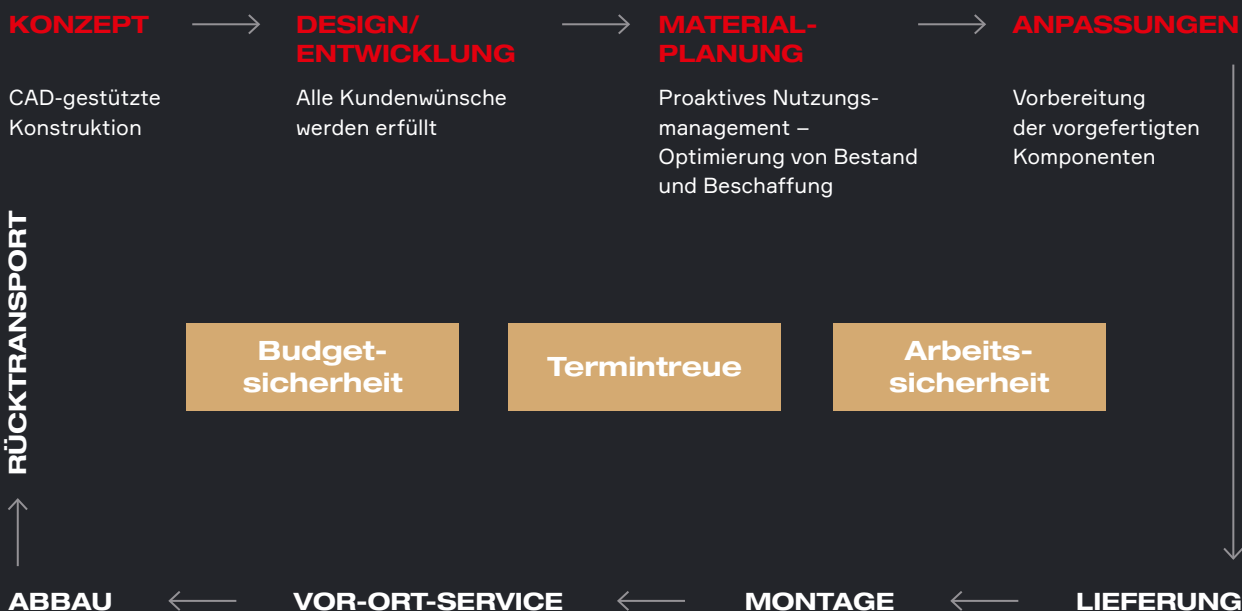 KONZEPT
CAD-gestützte
Konstruktion
DESIGN/
ENTWICKLUNG
Alle Kundenwünsche
werden erfüllt
MATERIAL-
PLANUNG
Proaktives Nutzungs-
management –
Optimierung von Bestand
und Beschaffung
ANPASSUNGEN
Vorbereitung
der vorgefertigten
Komponenten
Budget-
sicherheit
Termintreue
Arbeits-
sicherheit
LIEFERUNG
MONTAGE
VOR-ORT-SERVICE
ABBAU
RÜCKTRANSPORT